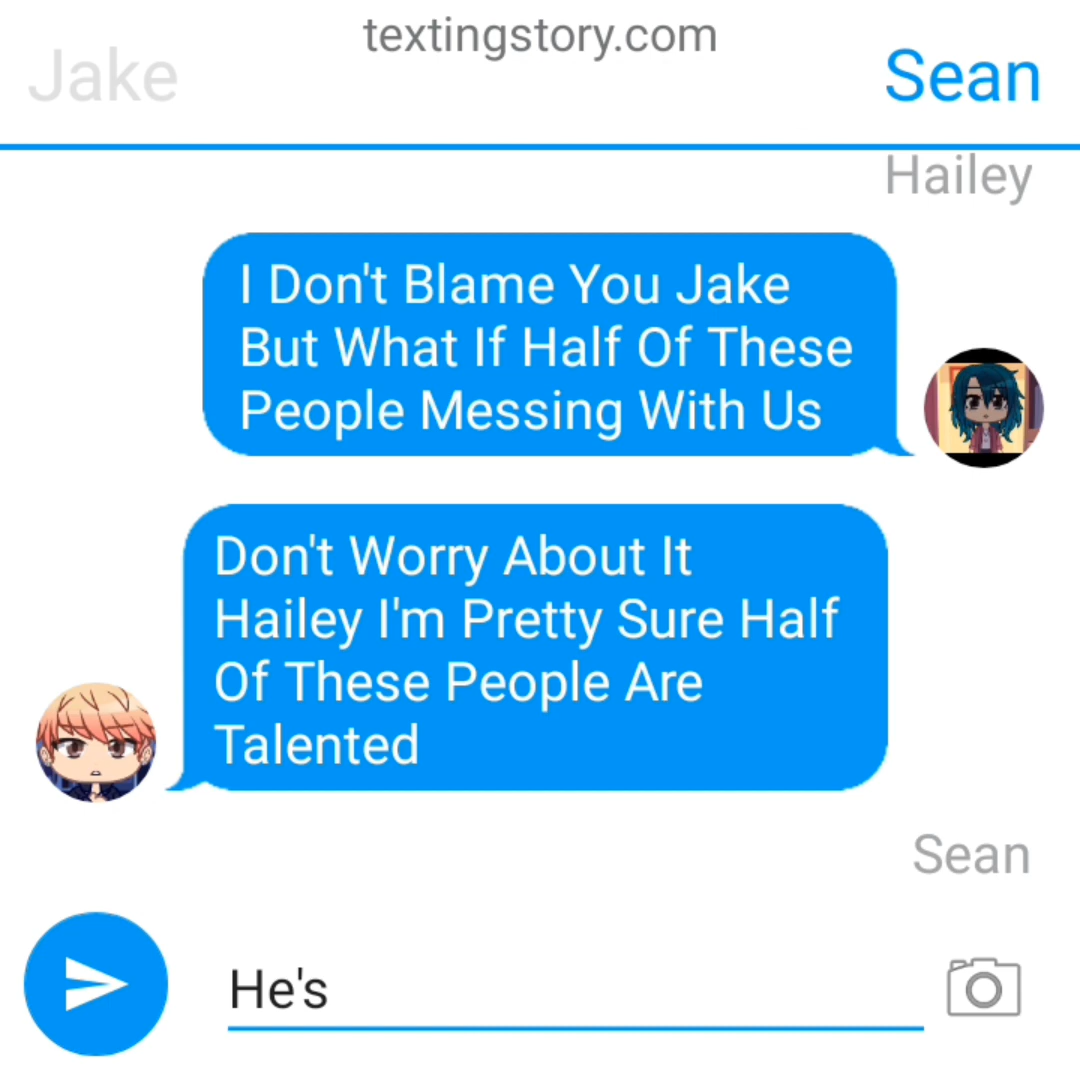 textingstory.com
Jake
Sean
Hailey
I Don't Blame You Jake
But What If Half Of These
People Messing With Us
Don't Worry About It
Hailey I'm Pretty Sure Half
Of These People Are
Talented
Sean
He's